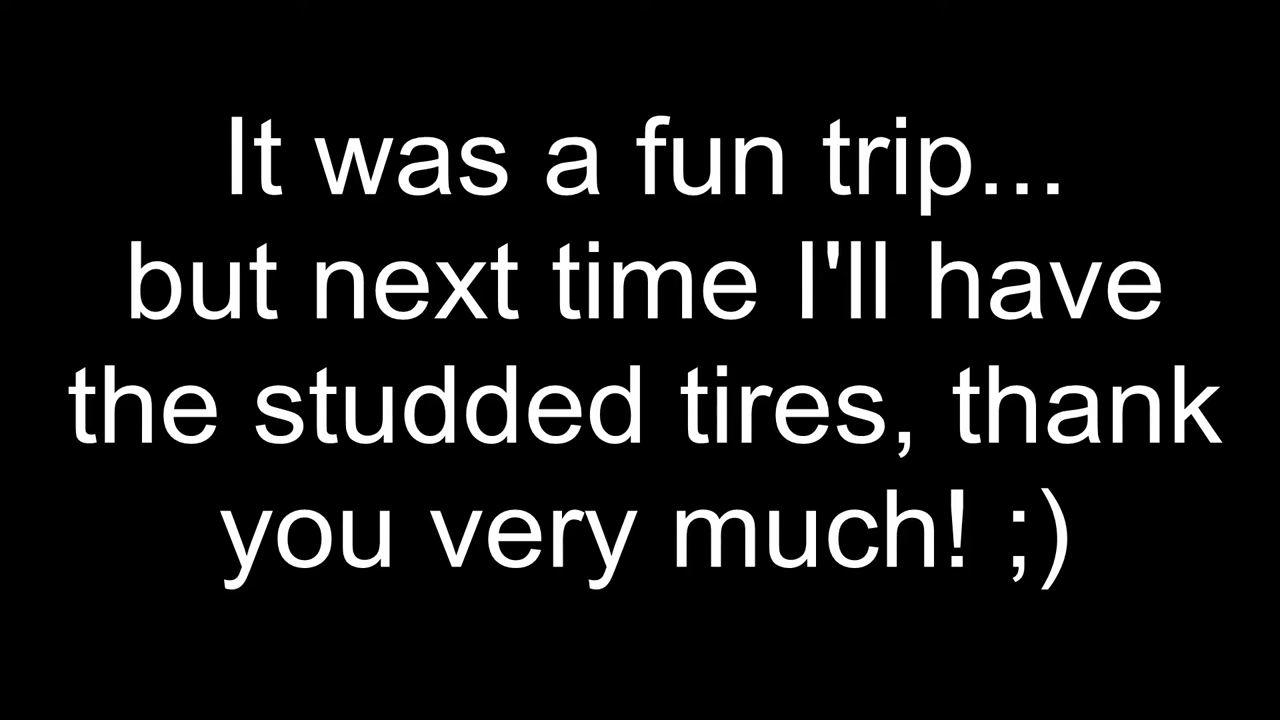 It was a fun trip...
but next time I'll have
the studded tires, thank
you very much! ;)